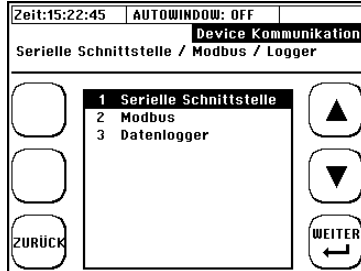 Zeit:15:22:45 AUTOWINDOW: OFF
Device Kommunikation
Serielle Schnittstelle / Modbus / Logger
1 Serielle Schnittstelle
2 Modbus
3 Datenlogger
ZURÜCK
WEITER